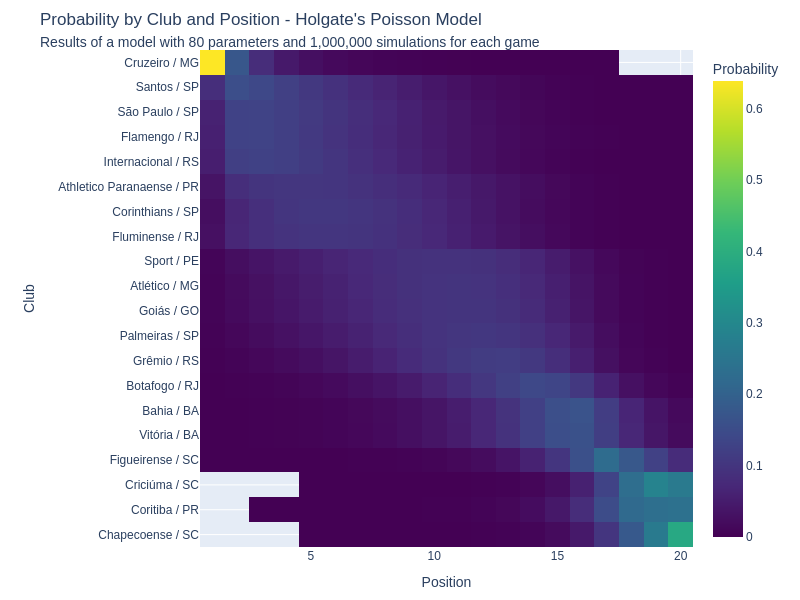 Probability by Club and Position - Holgate's Poisson Model
Results of a model with 80 parameters and 1,000,000 simulations for each game
Cruzeiro / MG
Santos / SP
São Paulo / SP
Flamengo / RJ
Internacional / RS
Athletico Paranaense / PR
Corinthians / SP
Fluminense / RJ
Sport / PE
Atlético / MG
Goiás / GO
Palmeiras / SP
Grêmio / RS
Botafogo / RJ
Bahia / BA
Vitória / BA
Figueirense / SC
Criciúma / SC
Coritiba / PR
Chapecoense / SC
Club
5 10 15 20
Position
Probability
0.6
0.5
0.4
0.3
0.2
0.1
0